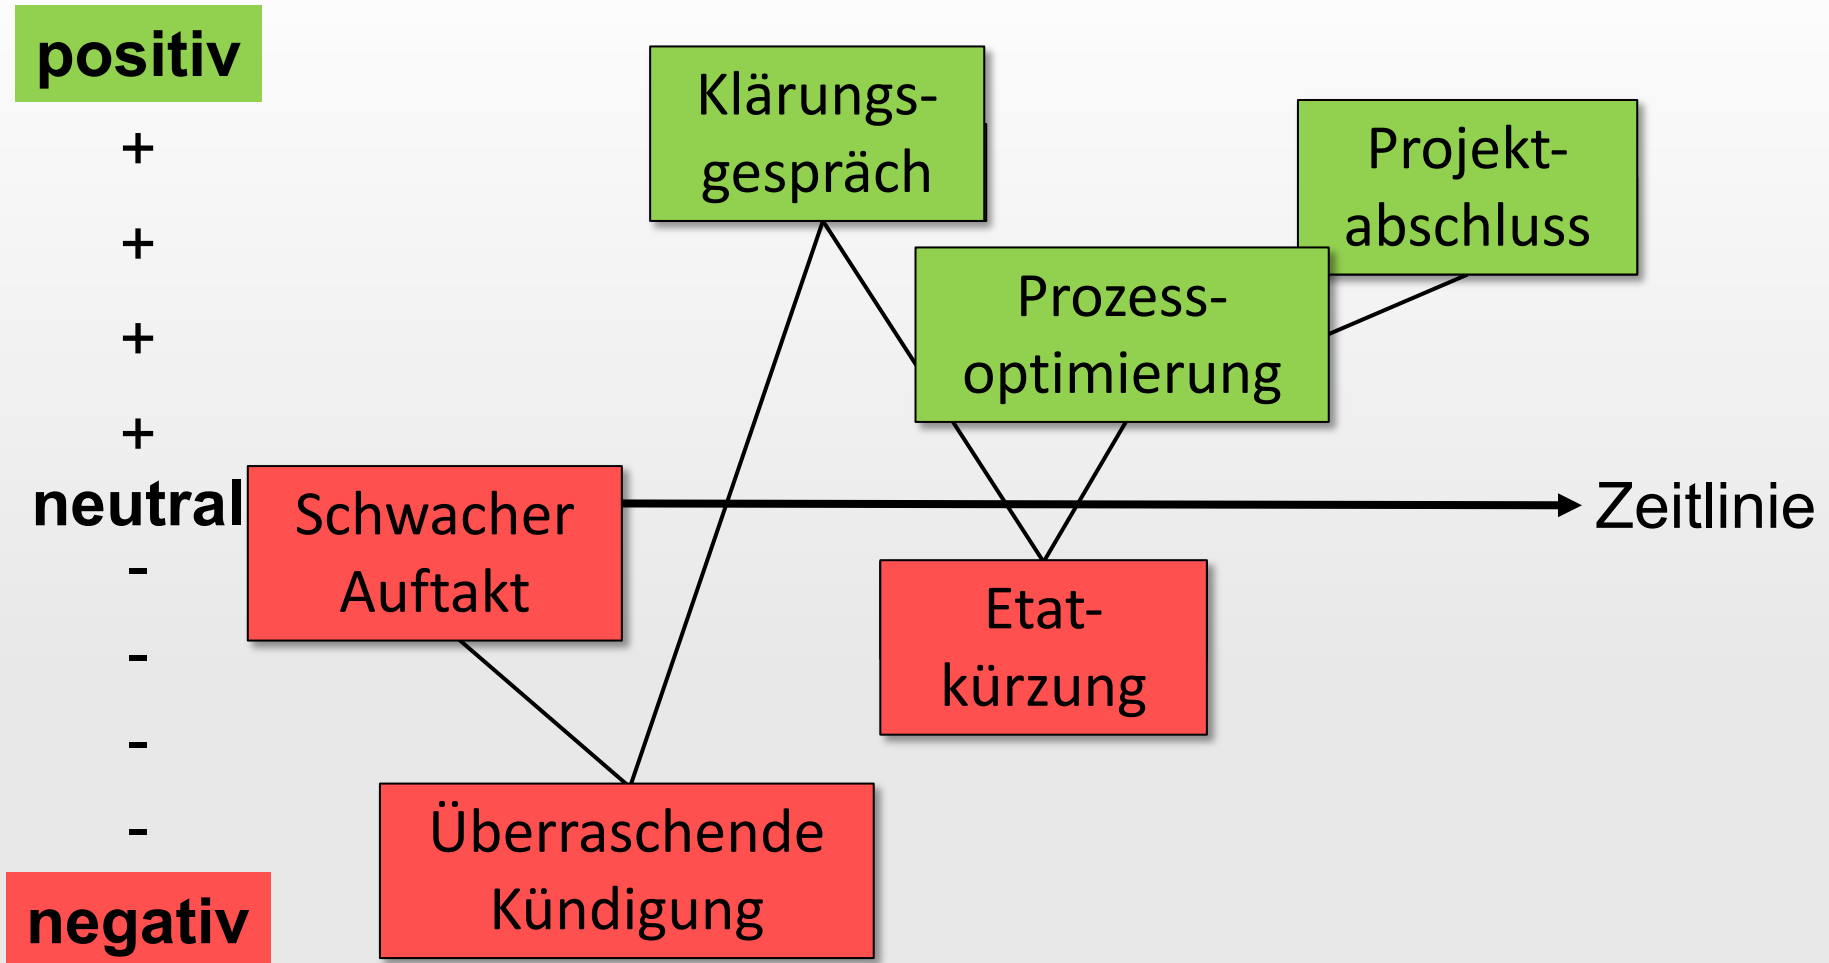 positiv
+
+
+
+
neutral
-
-
-
-
negativ
Klärungs-
gespräch
Projekt-
abschluss
Prozess-
optimierung
Schwacher
Auftakt
Zeitlinie
Etat-
kürzung
Überraschende
Kündigung